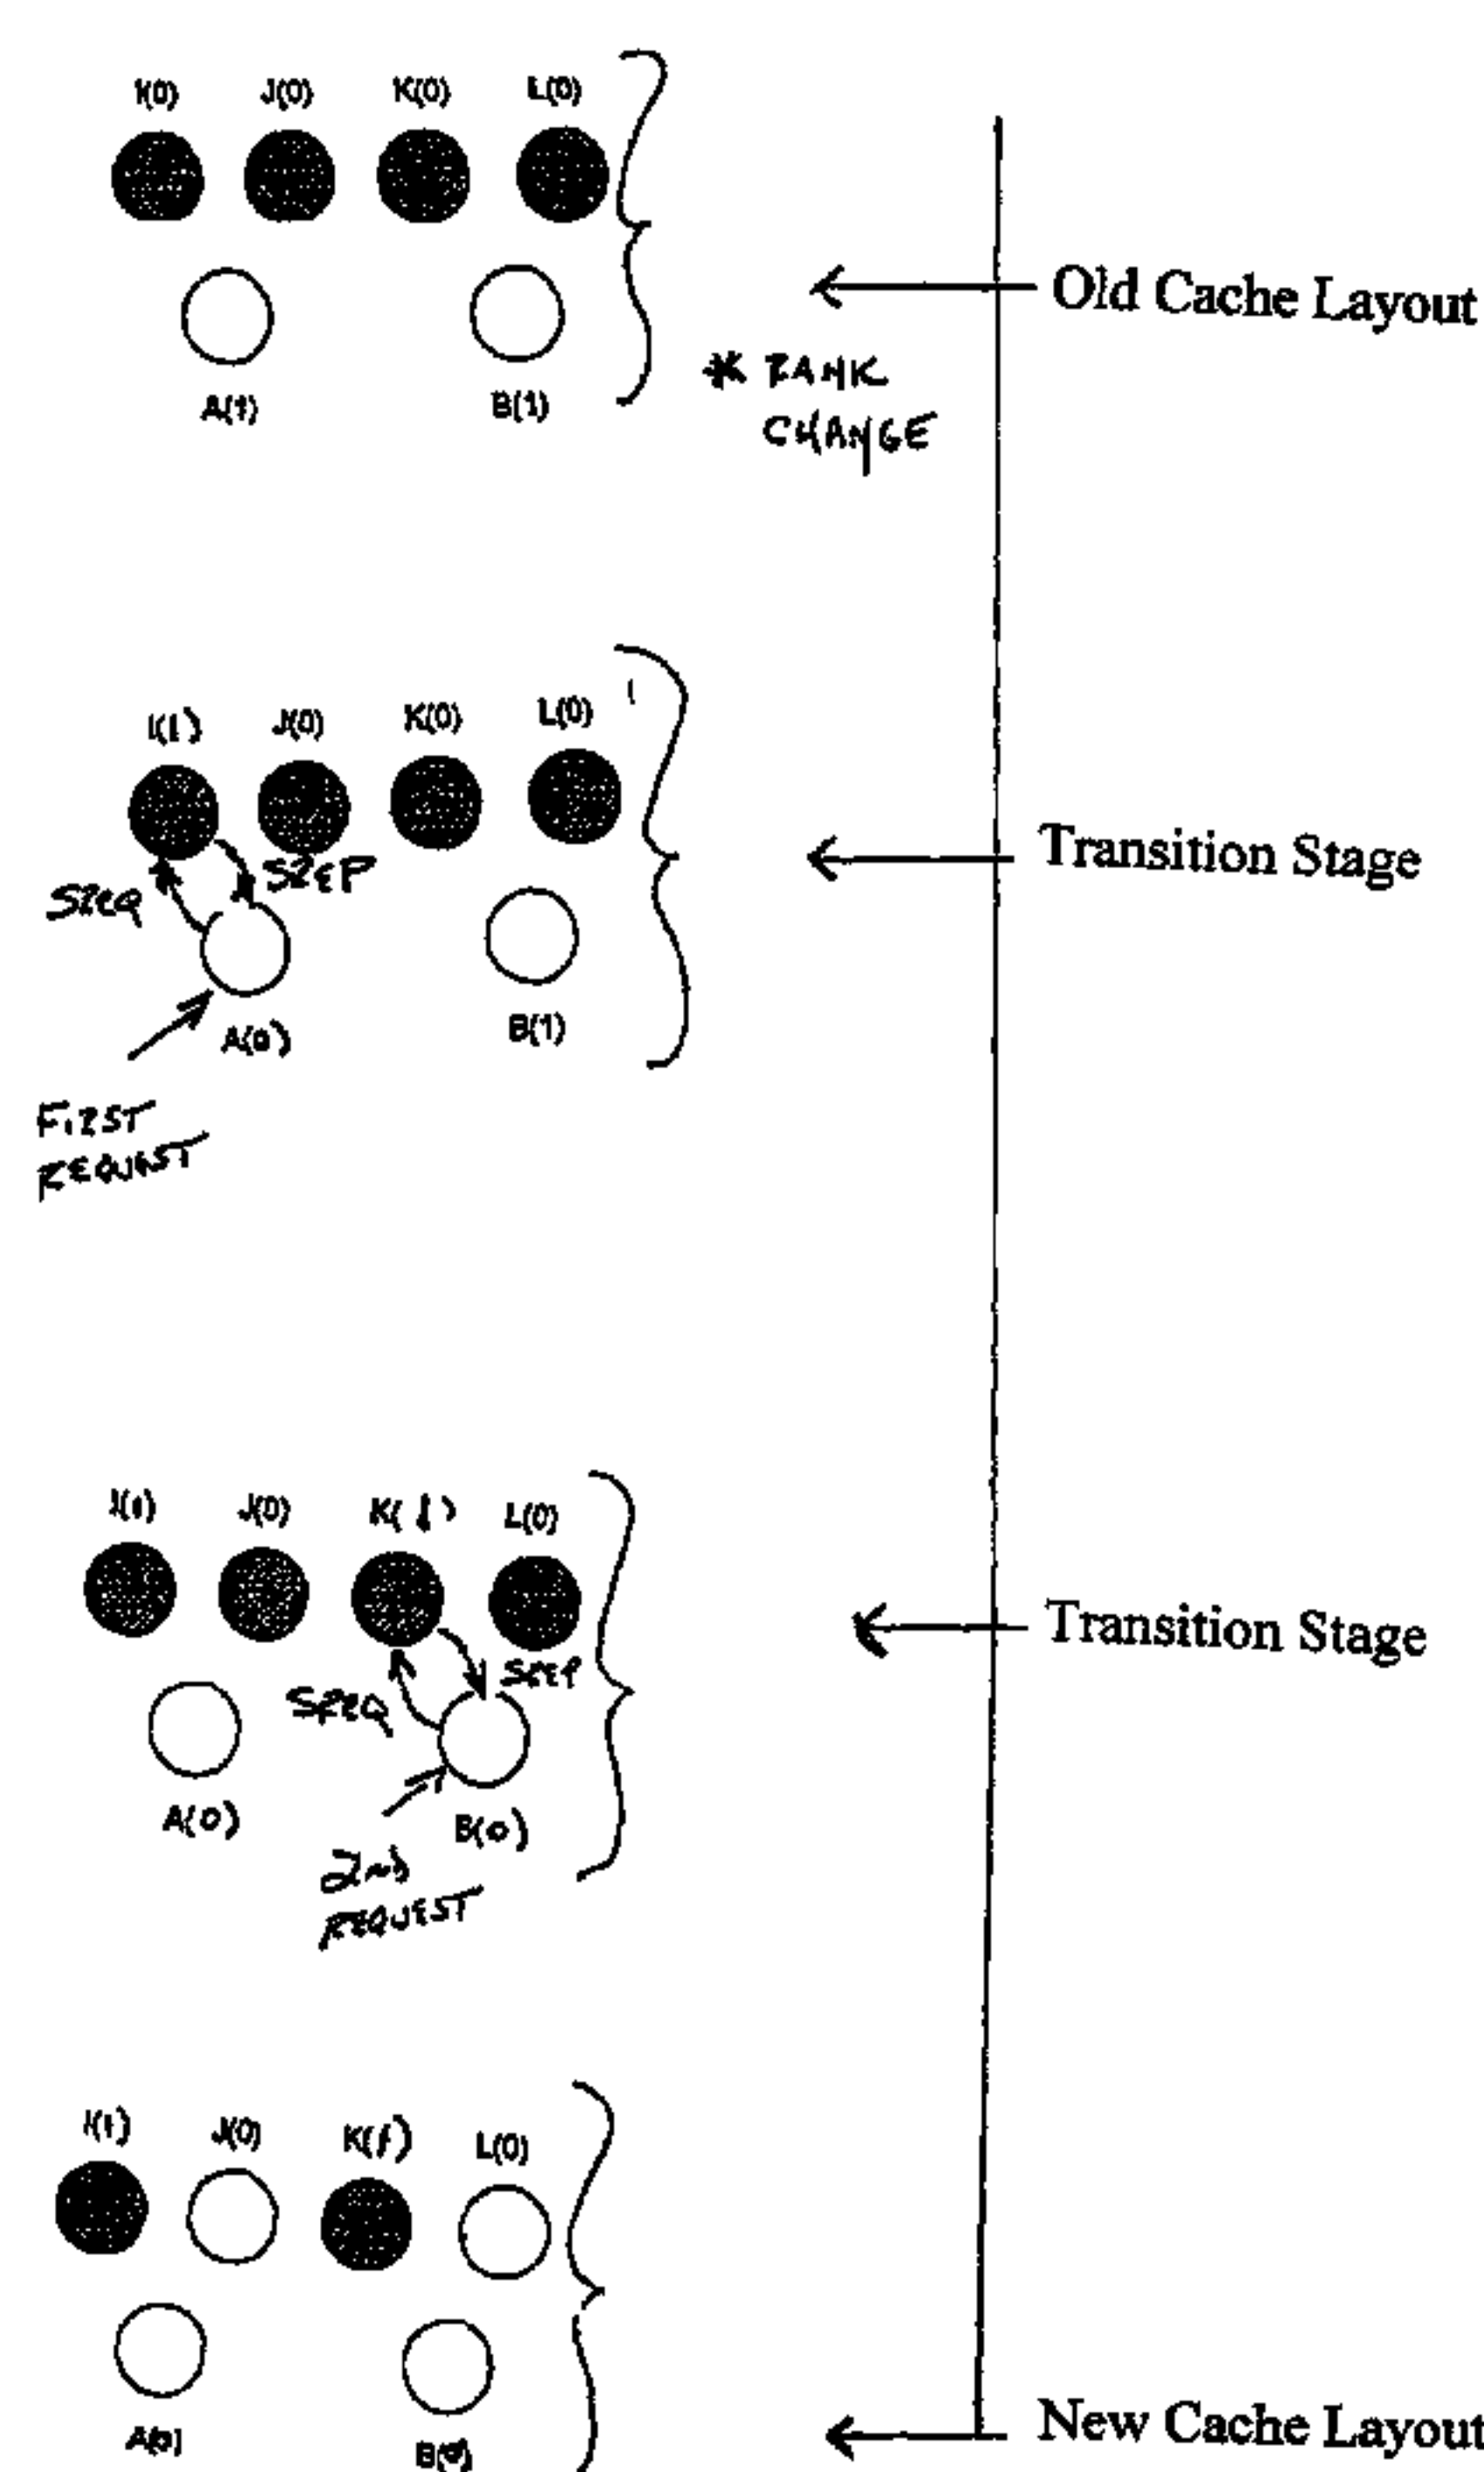 I(0) J(0) K(0) L(0)
A(1) B(1)
Old Cache Layout
* RANK
CHANGE
I(1) J(0) K(0) L(0)
SREQ SREP
A(0) B(1)
FIRST
REQUEST
Transition Stage
I(1) J(0) K(1) L(0)
SREQ SREP
A(0) B(0)
2ND
REQUEST
Transition Stage
I(1) J(0) K(1) L(0)
A(0) B(0)
New Cache Layout